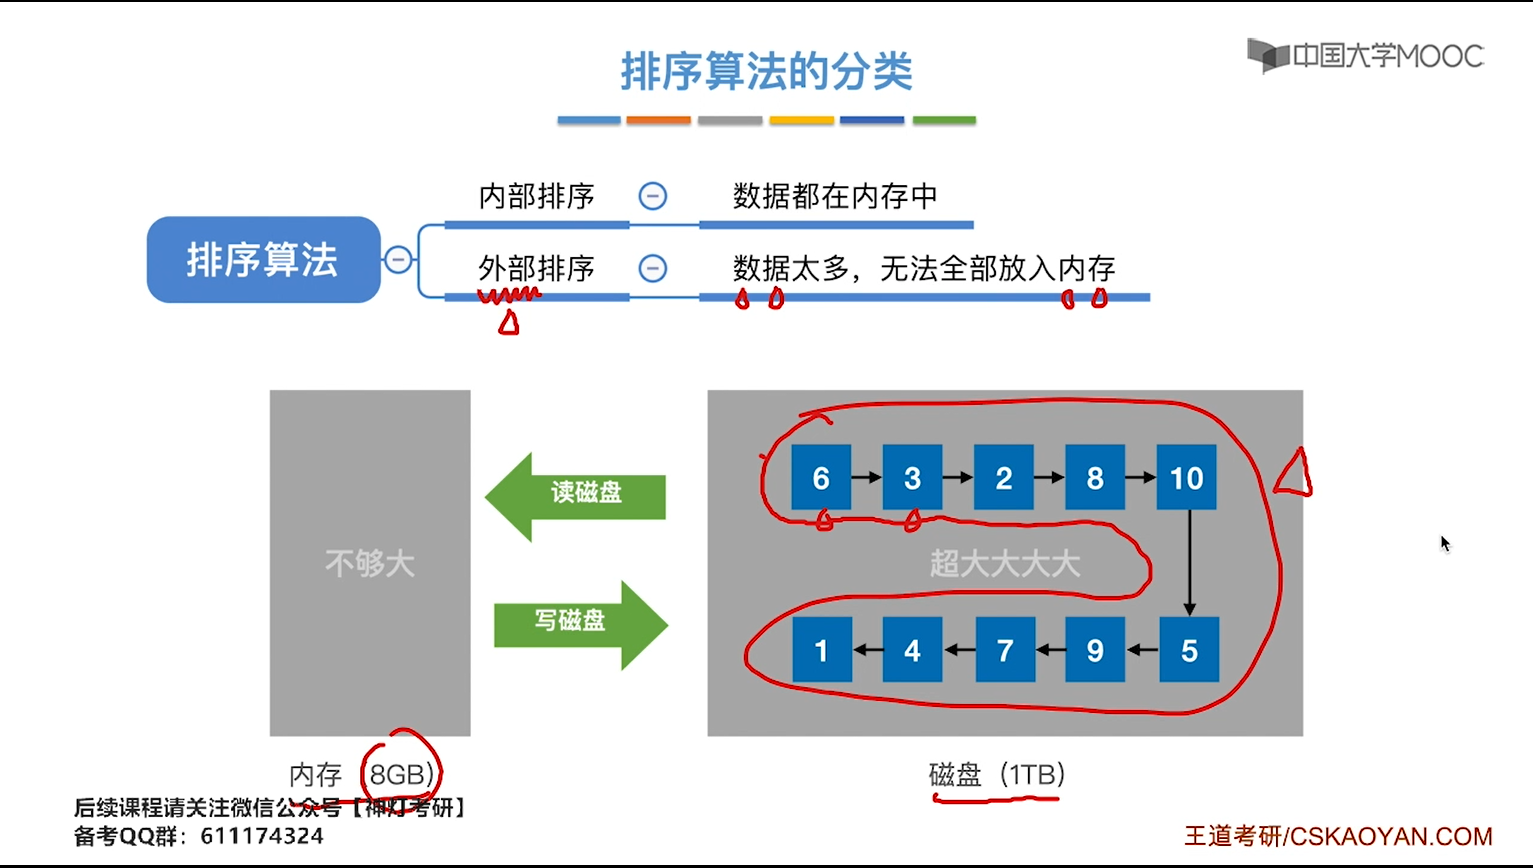 中国大学MOOC
排序算法的分类
内部排序 数据都在内存中
排序算法
外部排序 数据太多，无法全部放入内存
6 3 2 8 10
读磁盘
不够大 超大大大大
写磁盘
1 4 7 9 5
内存（8GB） 磁盘（1TB）
后续课程请关注微信公众号【神灯考研】
备考QQ群：611174324
王道考研/CSKAOYAN.COM